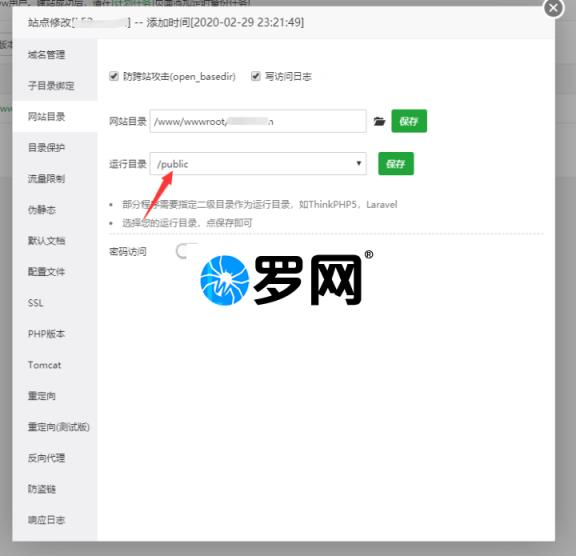 站点修改[ ] -- 添加时间[2020-02-29 23:21:49]
域名管理
子目录绑定
网站目录
目录保护
流量限制
伪静态
默认文档
配置文件
SSL
PHP版本
Tomcat
重定向
重定向(测试版)
反向代理
防盗链
响应日志
防跨站攻击(open_basedir) 写访问日志
网站目录 /www/wwwroot/ 保存
运行目录 /public 保存
部分程序需要指定二级目录作为运行目录，如ThinkPHP5，Laravel
选择您的运行目录，点保存即可
密码访问
罗网®